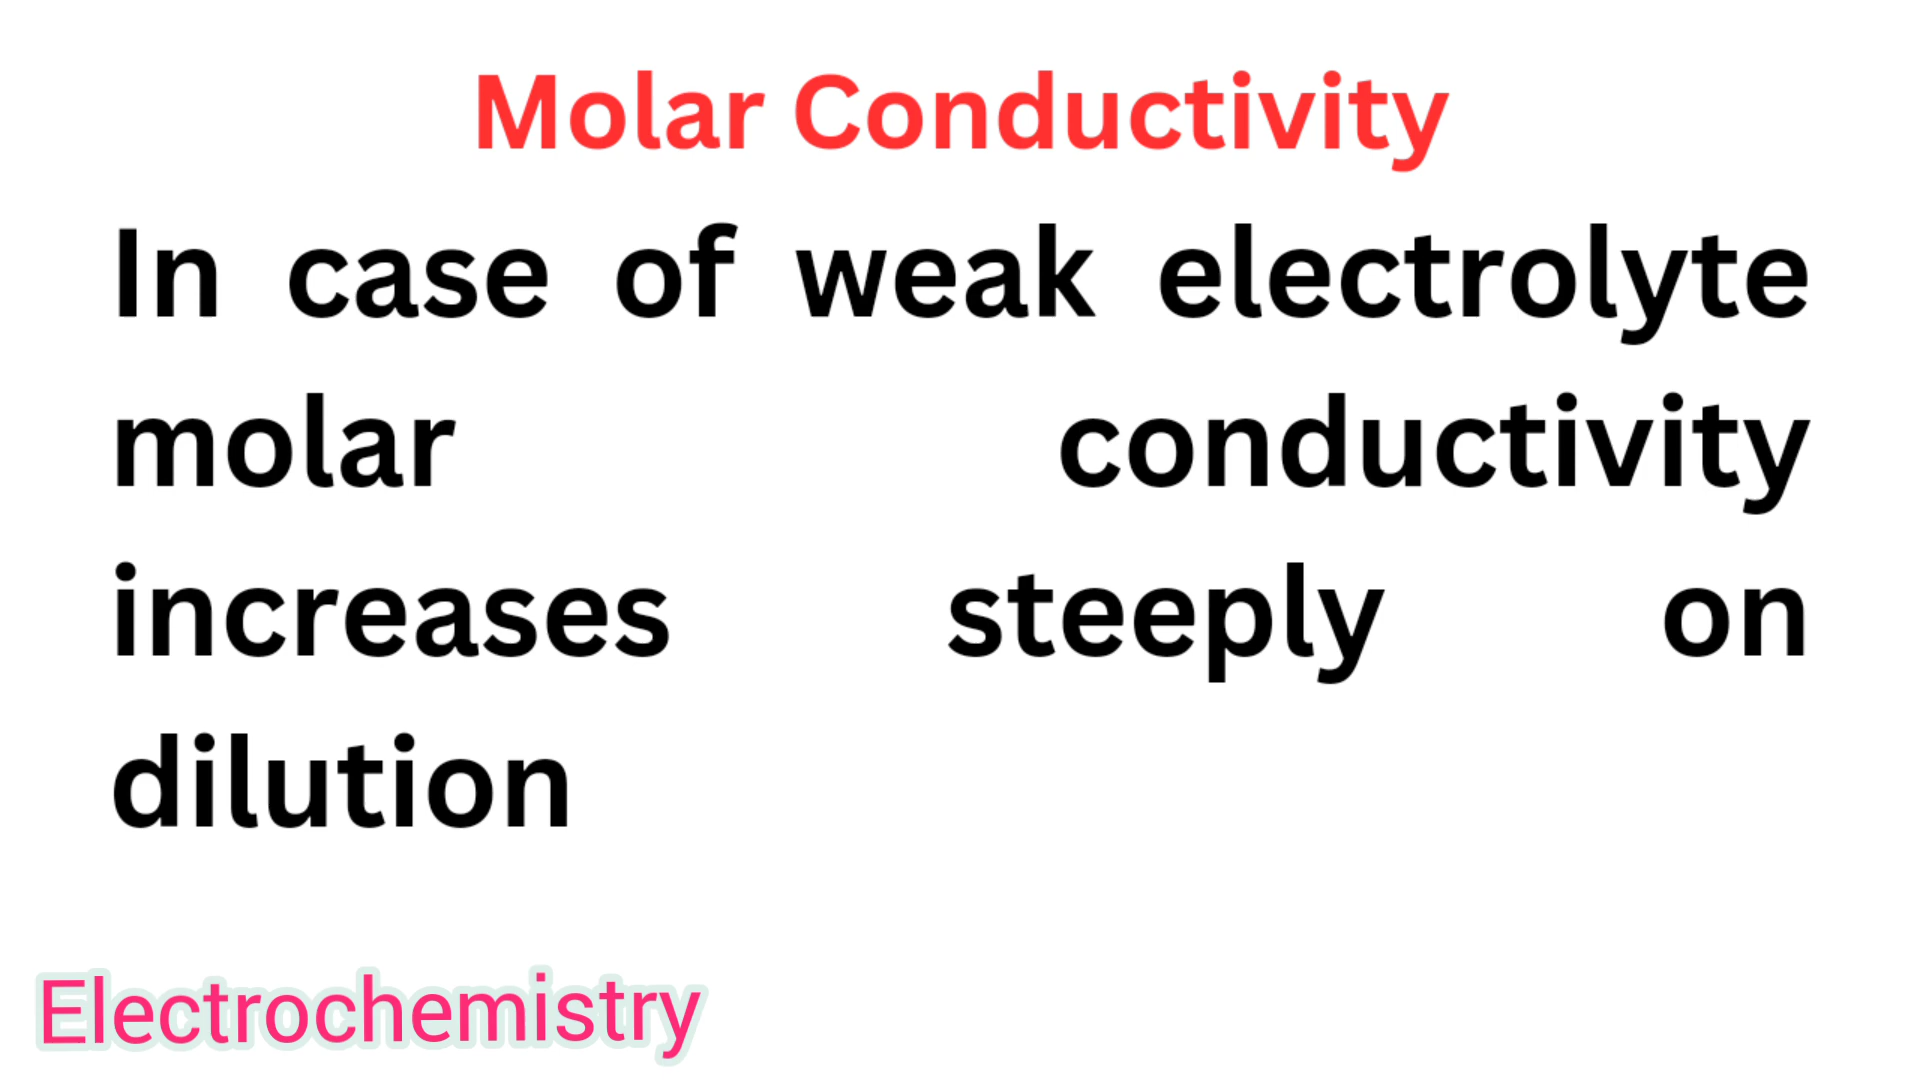 Molar Conductivity
In case of weak electrolyte
molar conductivity
increases steeply on
dilution
Electrochemistry